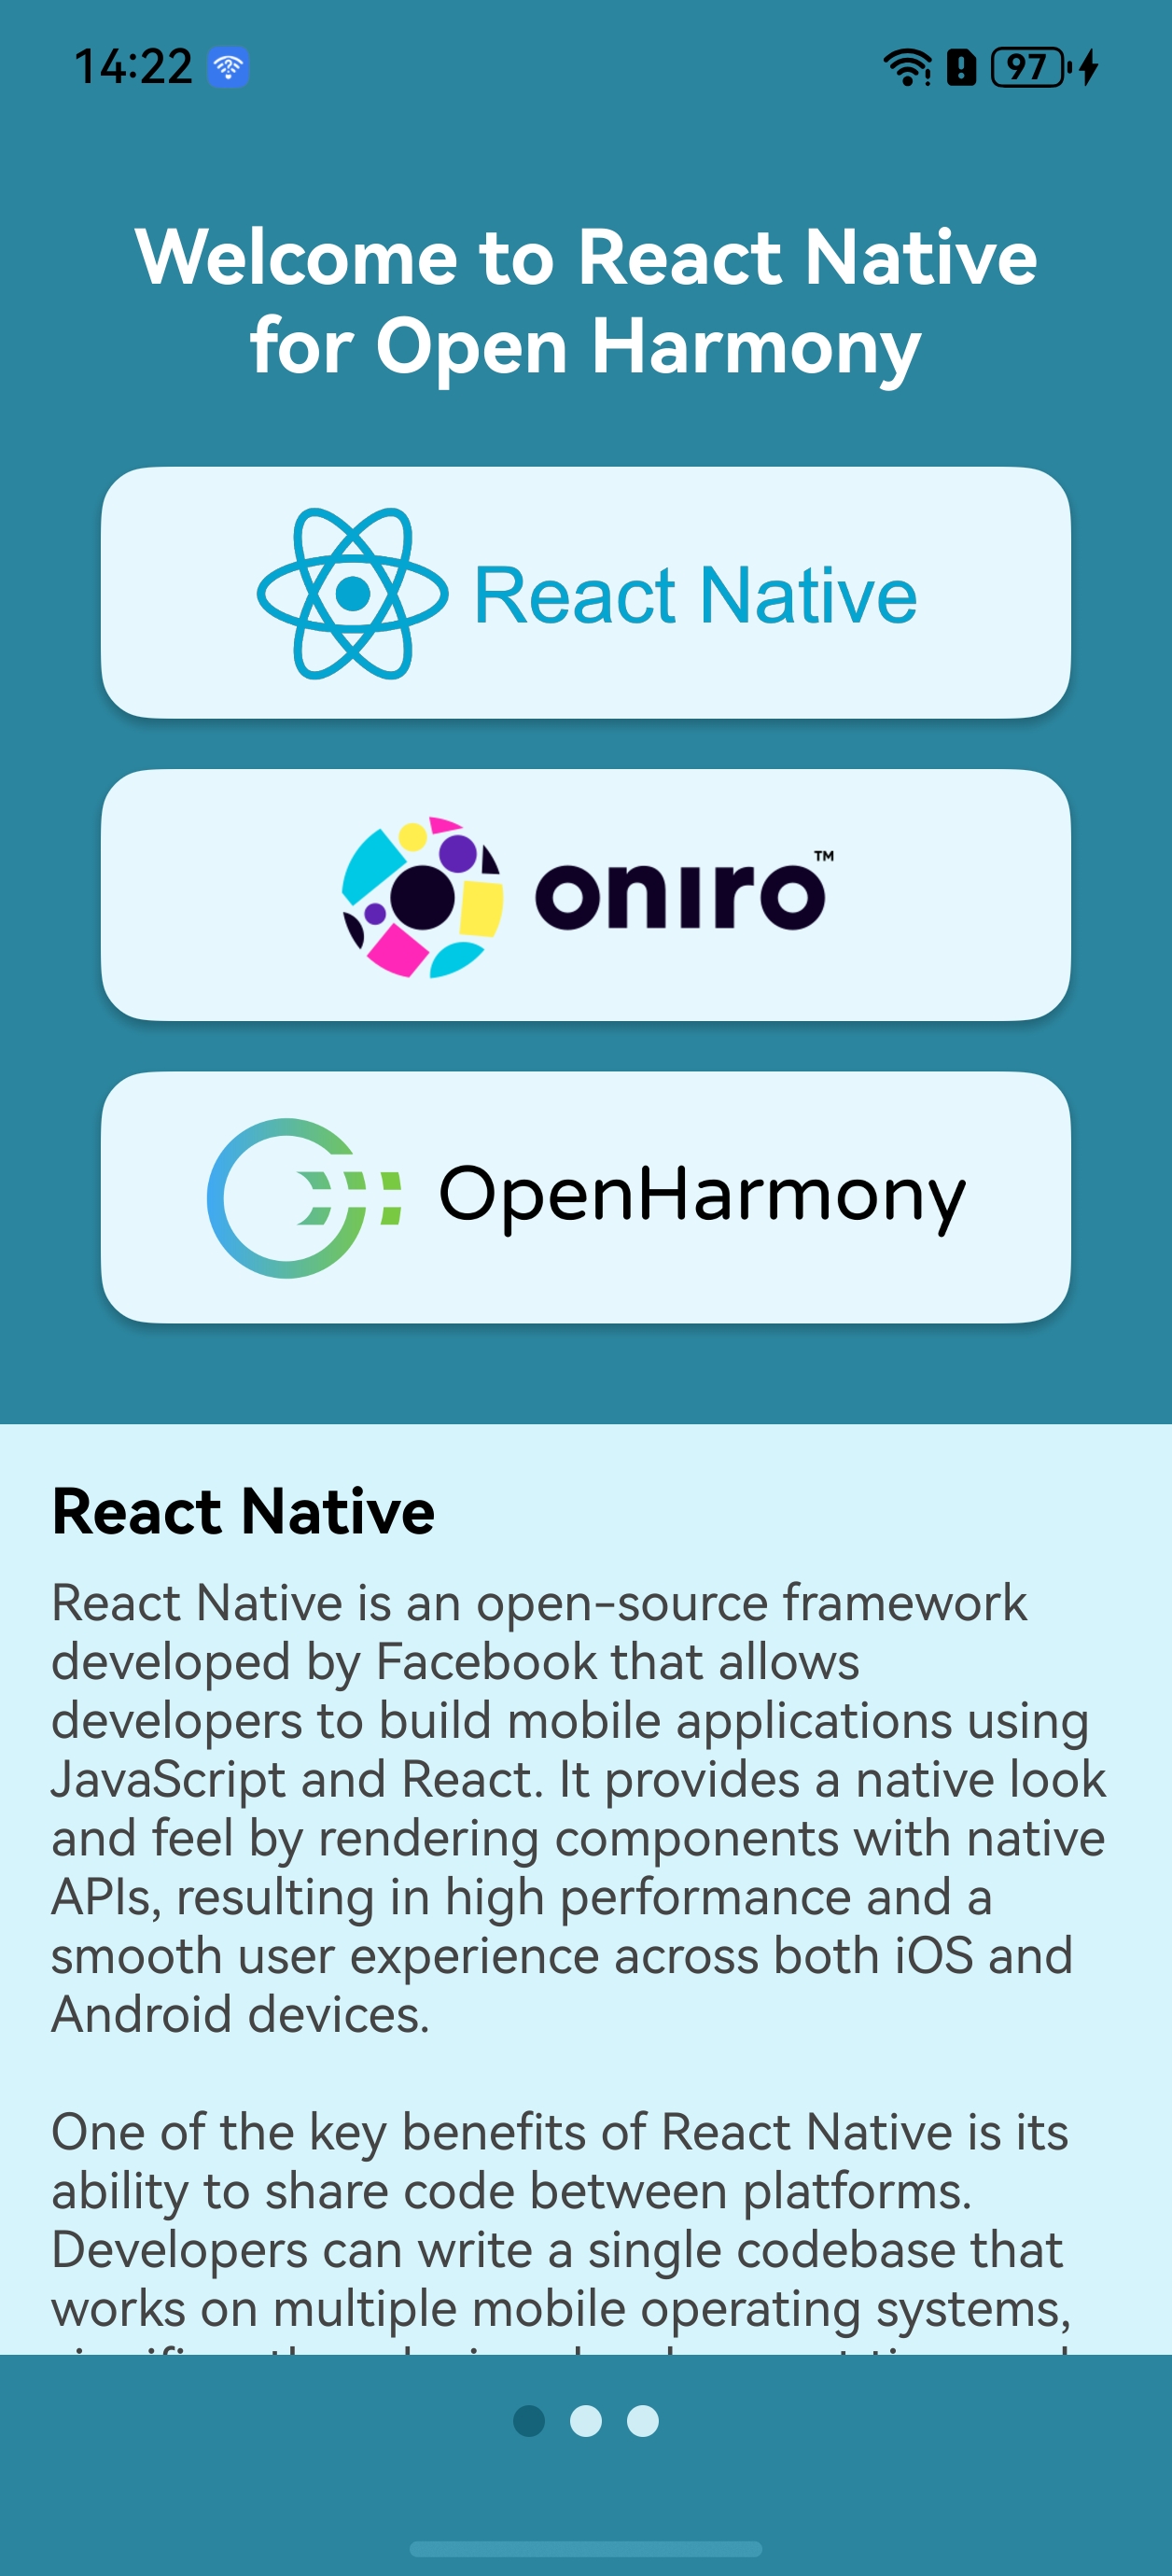 14:22
97
Welcome to React Native
for Open Harmony
React Native
oniro™
OpenHarmony
React Native
React Native is an open-source framework
developed by Facebook that allows
developers to build mobile applications using
JavaScript and React. It provides a native look
and feel by rendering components with native
APIs, resulting in high performance and a
smooth user experience across both iOS and
Android devices.
One of the key benefits of React Native is its
ability to share code between platforms.
Developers can write a single codebase that
works on multiple mobile operating systems,